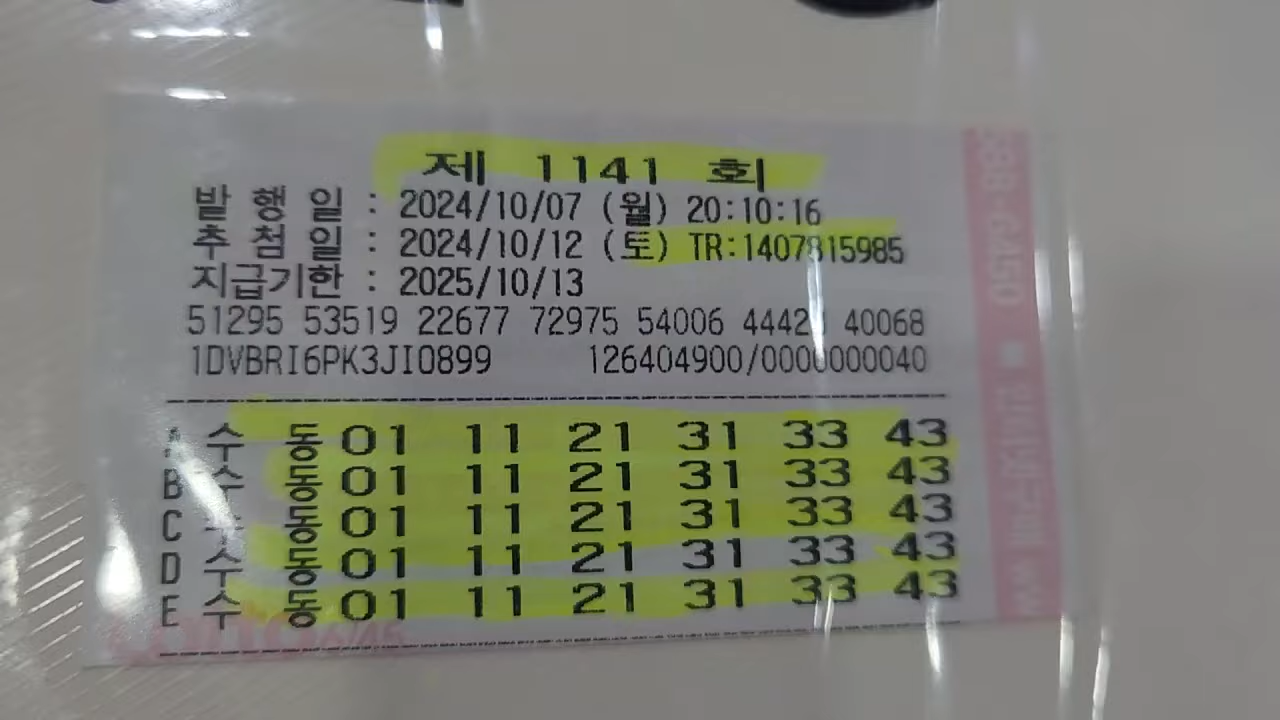 제 1141 회
발 행 일 : 2024/10/07 (월) 20:10:16
추 첨 일 : 2024/10/12 (토) TR:1407815985
지급기한 : 2025/10/13
51295 53519 22677 72975 54006 40068
1DVBRI6PK3JI0899 126404900/0000000040
A 수 동 01 11 21 31 33 43
B 수 동 01 11 21 31 33 43
C 수 동 01 11 21 31 33 43
D 수 동 01 11 21 31 33 43
E 수 동 01 11 21 31 33 43